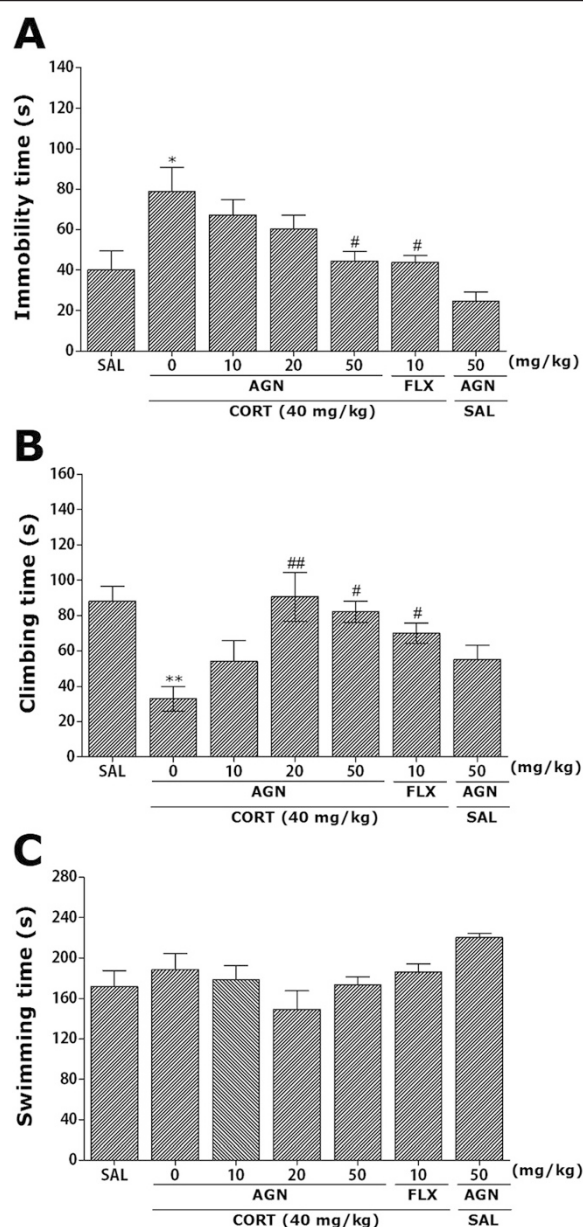 A
Immobility time (s)
140
120
100
80
60
40
20
0
*
#
#
SAL 0 10 20 50 10 50 (mg/kg)
AGN FLX AGN
CORT (40 mg/kg) SAL
B
Climbing time (s)
160
140
120
100
80
60
40
20
0
**
##
#
#
SAL 0 10 20 50 10 50 (mg/kg)
AGN FLX AGN
CORT (40 mg/kg) SAL
C
Swimming time (s)
280
240
200
160
120
80
40
0
SAL 0 10 20 50 10 50 (mg/kg)
AGN FLX AGN
CORT (40 mg/kg) SAL